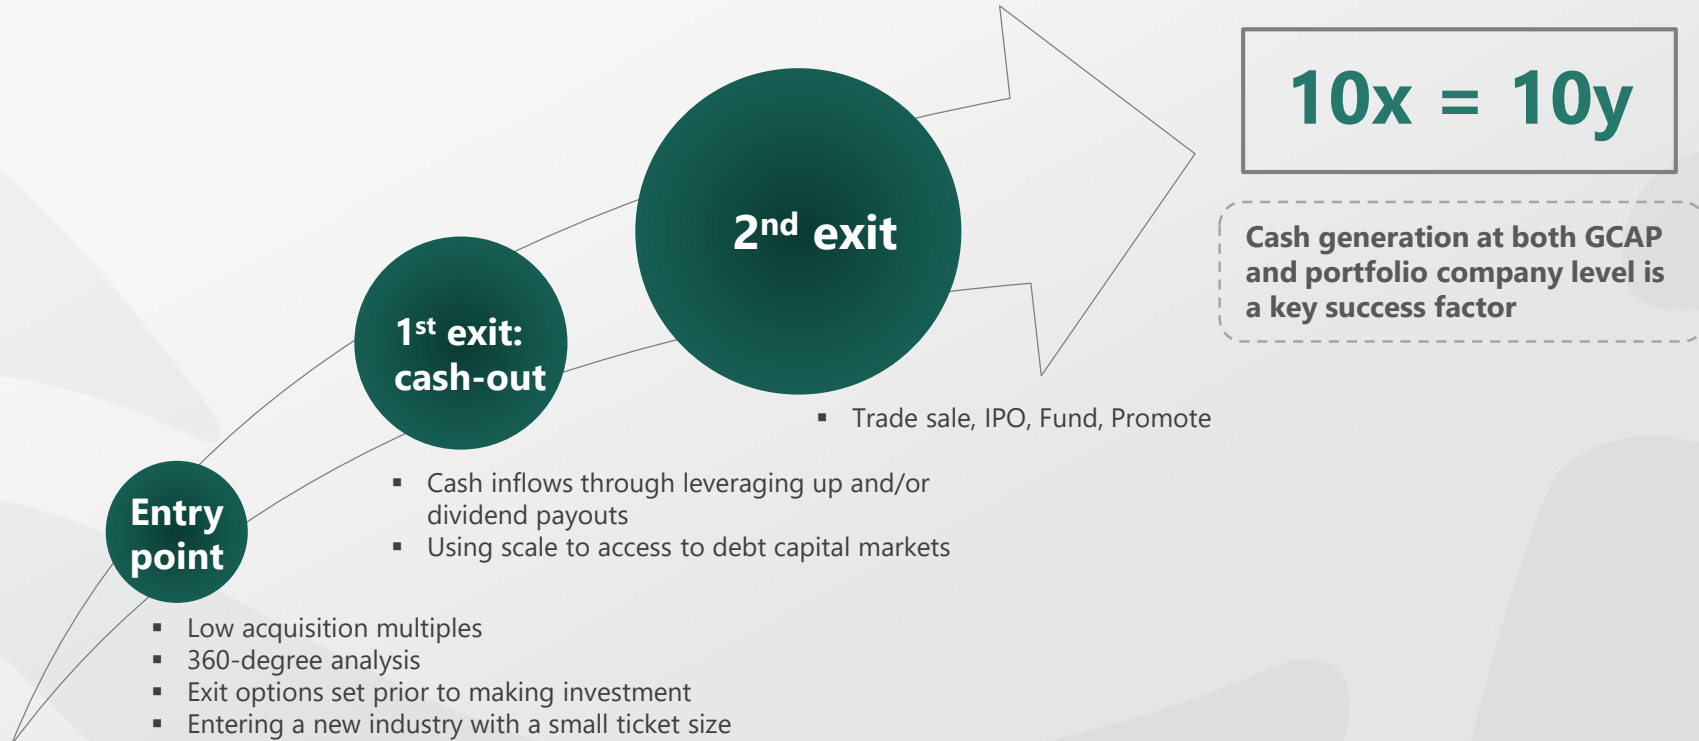 10x = 10y
Cash generation at both GCAP
and portfolio company level is
a key success factor
2nd exit
▪ Trade sale, IPO, Fund, Promote
1st exit:
cash-out
▪ Cash inflows through leveraging up and/or
dividend payouts
▪ Using scale to access to debt capital markets
Entry
point
▪ Low acquisition multiples
▪ 360-degree analysis
▪ Exit options set prior to making investment
▪ Entering a new industry with a small ticket size